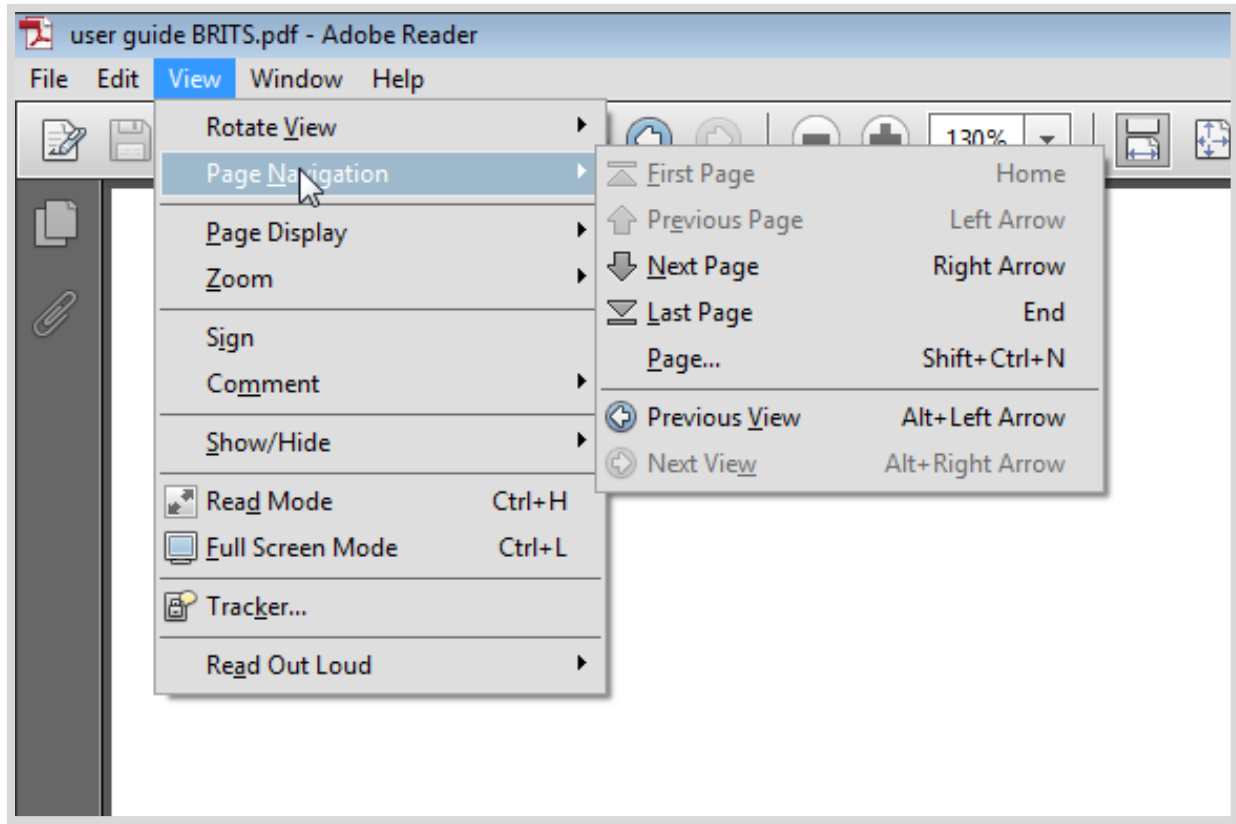 user guide BRITS.pdf - Adobe Reader
File Edit View Window Help
130%
Rotate View
Page Navigation
Page Display
Zoom
Sign
Comment
Show/Hide
Read Mode Ctrl+H
Full Screen Mode Ctrl+L
Tracker...
Read Out Loud
First Page Home
Previous Page Left Arrow
Next Page Right Arrow
Last Page End
Page... Shift+Ctrl+N
Previous View Alt+Left Arrow
Next View Alt+Right Arrow